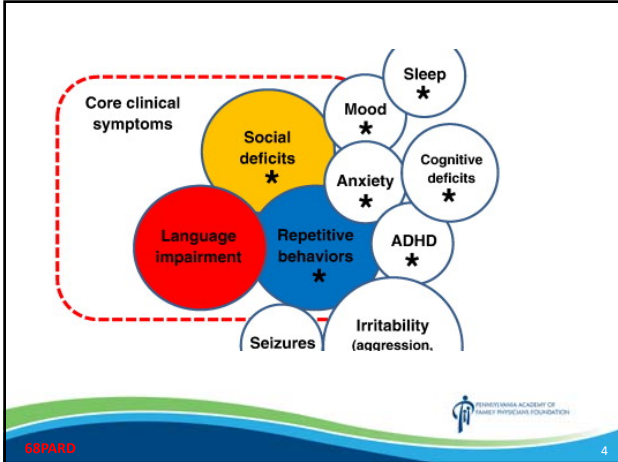 Core clinical
symptoms
Social
deficits
*
Mood
*
Sleep
*
Anxiety
*
Cognitive
deficits
*
Language
impairment
Repetitive
behaviors
*
ADHD
*
Seizures
Irritability
(aggression,
PENNSYLVANIA ACADEMY OF
FAMILY PHYSICIANS FOUNDATION
68PARD
4